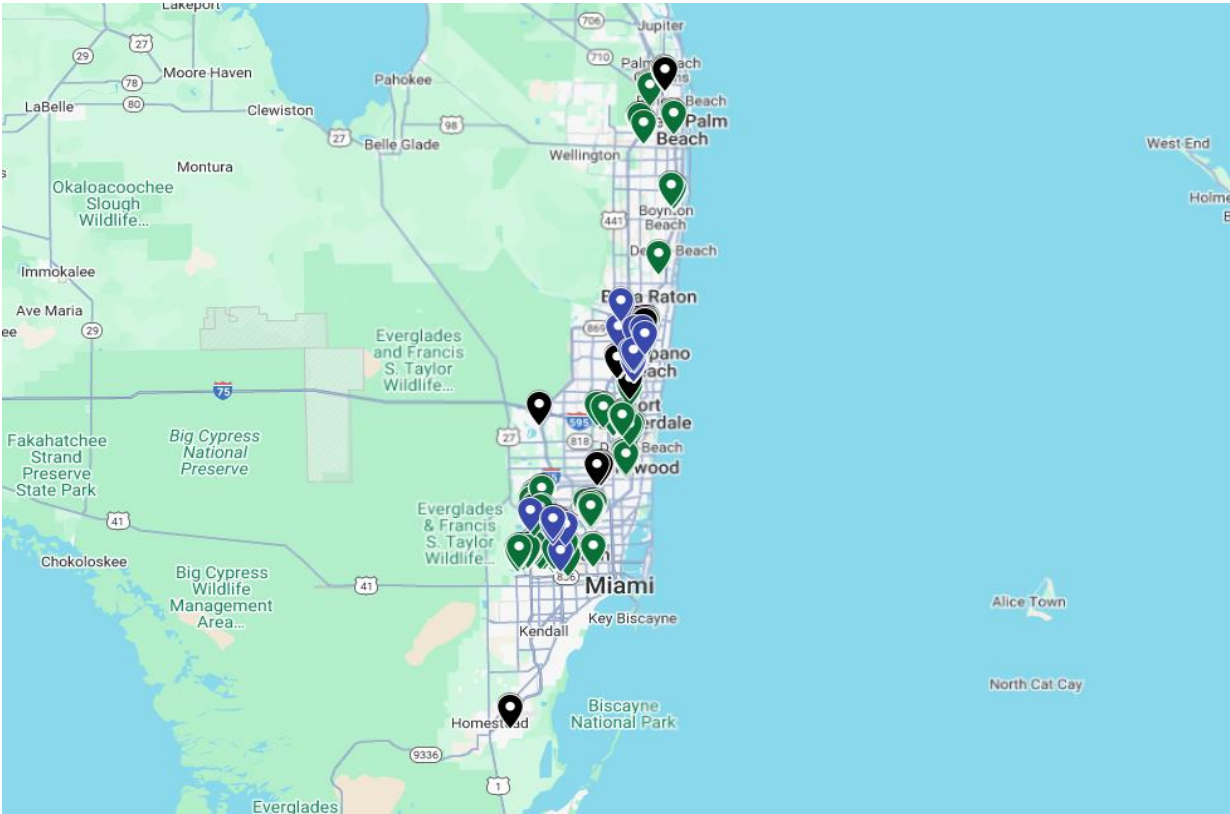 Lakeport
706
Jupiter
27
29
710
Moore Haven
Pahokee
78
LaBelle
80
Clewiston
98
27
Belle Glade
Palm
Beach
West End
Wellington
Montura
Okaloacoochee
Slough
Wildlife...
441
Boynton
Beach
Beach
Immokalee
Raton
Ave Maria
29
869
Everglades
and Francis
S. Taylor
Wildlife...
75
595
27
818
Beach
Fakahatchee
Strand
Preserve
State Park
Big Cypress
National
Preserve
41
Everglades
& Francis
S. Taylor
Wildlife...
Chokoloskee
Big Cypress
Wildlife
Management
Area...
41
Miami
Alice Town
Key Biscayne
Kendall
North Cat Cay
Biscayne
National Park
9336
1
Everglades